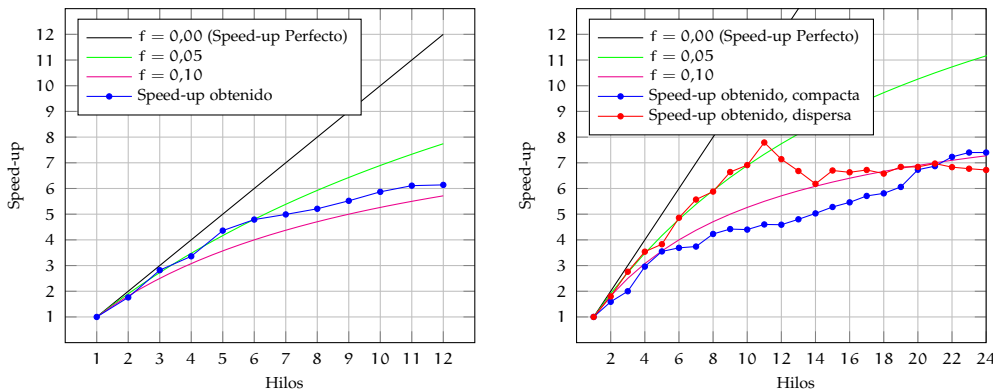 f = 0,00 (Speed-up Perfecto)
f = 0,05
f = 0,10
Speed-up obtenido
12
11
10
9
8
7
6
5
4
3
2
1
Speed-up
1 2 3 4 5 6 7 8 9 10 11 12
Hilos
f = 0,00 (Speed-up Perfecto)
f = 0,05
f = 0,10
Speed-up obtenido, compacta
Speed-up obtenido, dispersa
12
11
10
9
8
7
6
5
4
3
2
1
Speed-up
2 4 6 8 10 12 14 16 18 20 22 24
Hilos